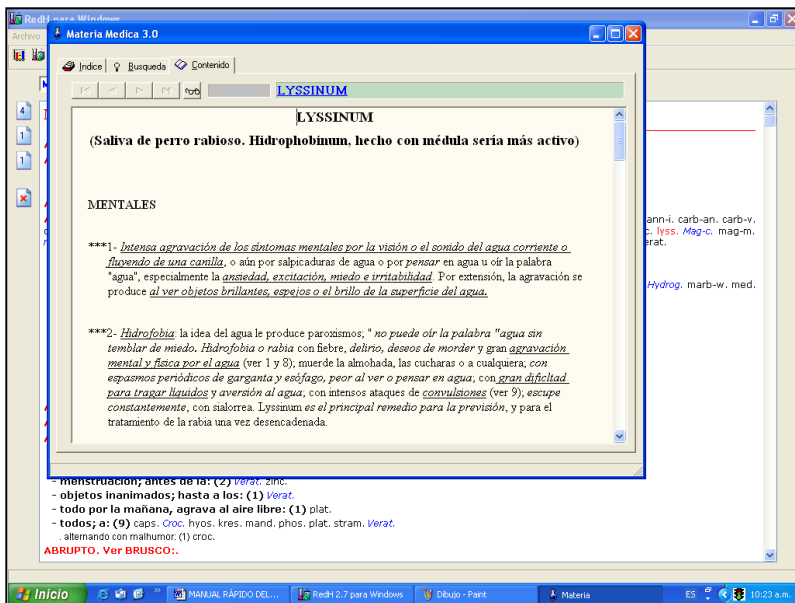 RedH para Windows
Archivo
Materia Medica 3.0
Indice
Busqueda
Contenido
LYSSINUM
LYSSINUM
(Saliva de perro rabioso. Hidrophobinum, hecho con médula sería más activo)
MENTALES
***1- Intensa agravación de los síntomas mentales por la visión o el sonido del agua corriente o
fluyendo de una canilla, o aún por salpicaduras de agua o por pensar en agua u oír la palabra
"agua", especialmente la ansiedad, excitación, miedo e irritabilidad. Por extensión, la agravación se
produce al ver objetos brillantes, espejos o el brillo de la superficie del agua.
***2- Hidrofobia: la idea del agua le produce paroxismos; " no puede oír la palabra "agua sin
temblar de miedo. Hidrofobia o rabia con fiebre, delirio, deseos de morder y gran agravación
mental y física por el agua (ver 1 y 8); muerde la almohada, las cucharas o a cualquiera; con
espasmos periódicos de garganta y esófago, peor al ver o pensar en agua; con gran dificltad
para tragar líquidos y aversión al agua; con intensos ataques de convulsiones (ver 9); escupe
constantemente, con sialorrea. Lyssinum es el principal remedio para la previsión, y para el
tratamiento de la rabia una vez desencadenada.
4
1
1
ann-i. carb-an. carb-v.
c. lyss. Mag-c. mag-m.
erat.
Hydrog. marb-w. med.
- menstruación; antes de la: (2) Verat. zinc.
- objetos inanimados; hasta a los: (1) Verat.
- todo por la mañana, agrava al aire libre: (1) plat.
- todos; a: (9) caps. Croc. hyos. kres. mand. phos. plat. stram. Verat.
. alternando con malhumor: (1) croc.
ABRUPTO. Ver BRUSCO:.
Inicio
MANUAL RÁPIDO DEL...
RedH 2.7 para Windows
Dibujo - Paint
Materia
ES
10:23 a.m.